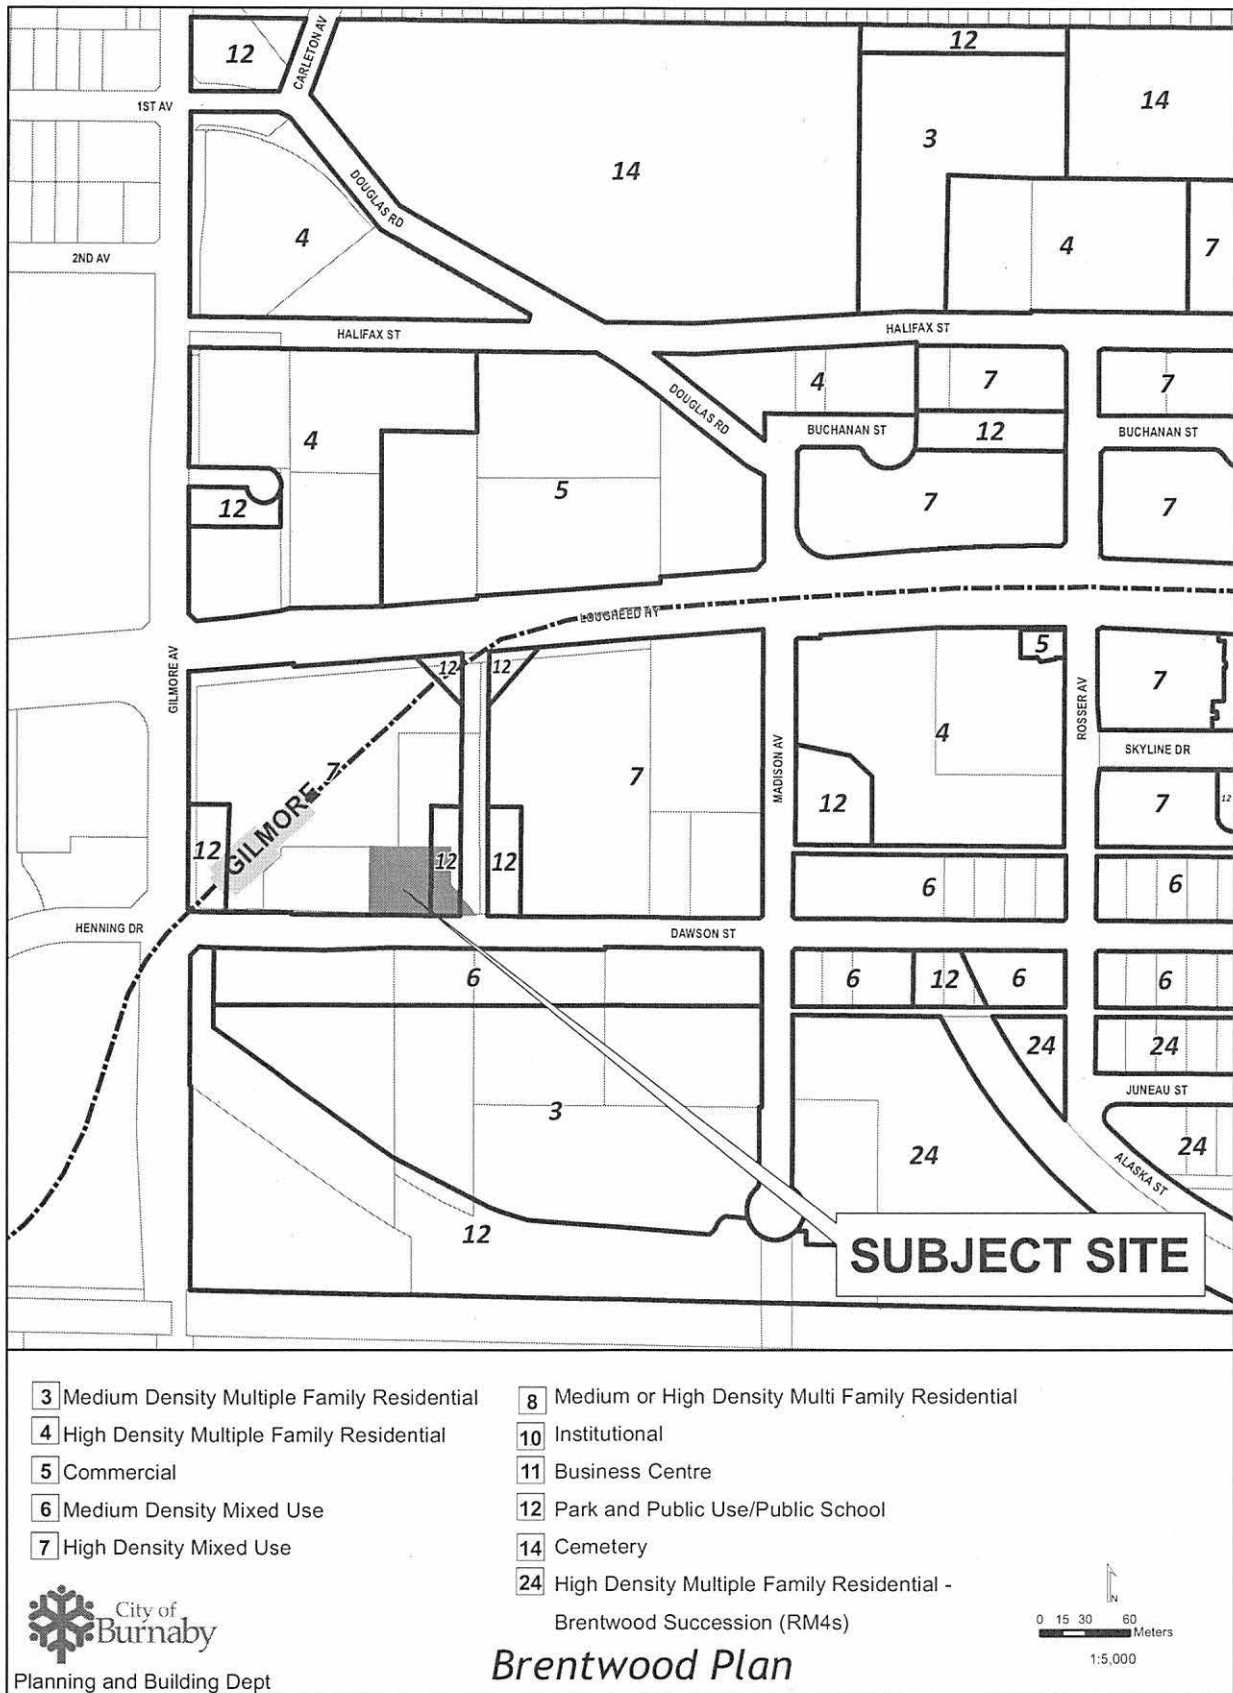 12
CARLETON AV
12
14
1ST AV
3
14
DOUGLAS RD
4
4
7
2ND AV
HALIFAX ST
HALIFAX ST
4
7
7
DOUGLAS RD
4
BUCHANAN ST
12
BUCHANAN ST
5
12
7
7
LOUGHEED HY
GILMORE AV
12
12
5
7
ROSSER AV
4
SKYLINE DR
7
7
MADISON AV
12
7
12
GILMORE
12
12
12
6
6
HENNING DR
DAWSON ST
6
6
12
6
6
24
24
JUNEAU ST
3
24
24
ALASKA ST
12
SUBJECT SITE
3 Medium Density Multiple Family Residential
4 High Density Multiple Family Residential
5 Commercial
6 Medium Density Mixed Use
7 High Density Mixed Use
8 Medium or High Density Multi Family Residential
10 Institutional
11 Business Centre
12 Park and Public Use/Public School
14 Cemetery
24 High Density Multiple Family Residential -
Brentwood Succession (RM4s)
City of
Burnaby
Planning and Building Dept
Brentwood Plan
N
0 15 30 60
Meters
1:5,000